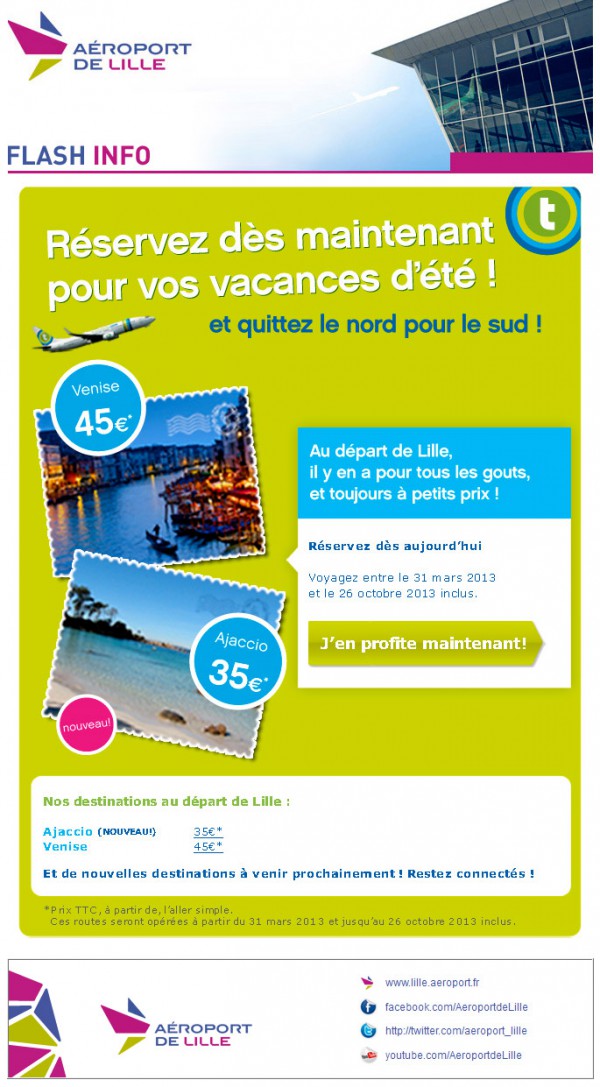 AÉROPORT
DE LILLE
FLASH INFO
t
Réservez dès maintenant
pour vos vacances d'été !
et quittez le nord pour le sud !
Venise
45€*
Au départ de Lille,
il y en a pour tous les gouts,
et toujours à petits prix !
Réservez dès aujourd'hui
Voyagez entre le 31 mars 2013
et le 26 octobre 2013 inclus.
J'en profite maintenant!
Ajaccio
35€*
nouveau!
Nos destinations au départ de Lille :
Ajaccio (NOUVEAU!) 35€*
Venise 45€*
Et de nouvelles destinations à venir prochainement ! Restez connectés !
*Prix TTC, á partir de, l'aller simple.
Ces routes seront opérées à partir du 31 mars 2013 et jusqu'au 26 octobre 2013 inclus.
AÉROPORT
DE LILLE
www.lille.aeroport.fr
facebook.com/AeroportdeLille
http://twitter.com/aeroport_lille
youtube.com/AeroportdeLille